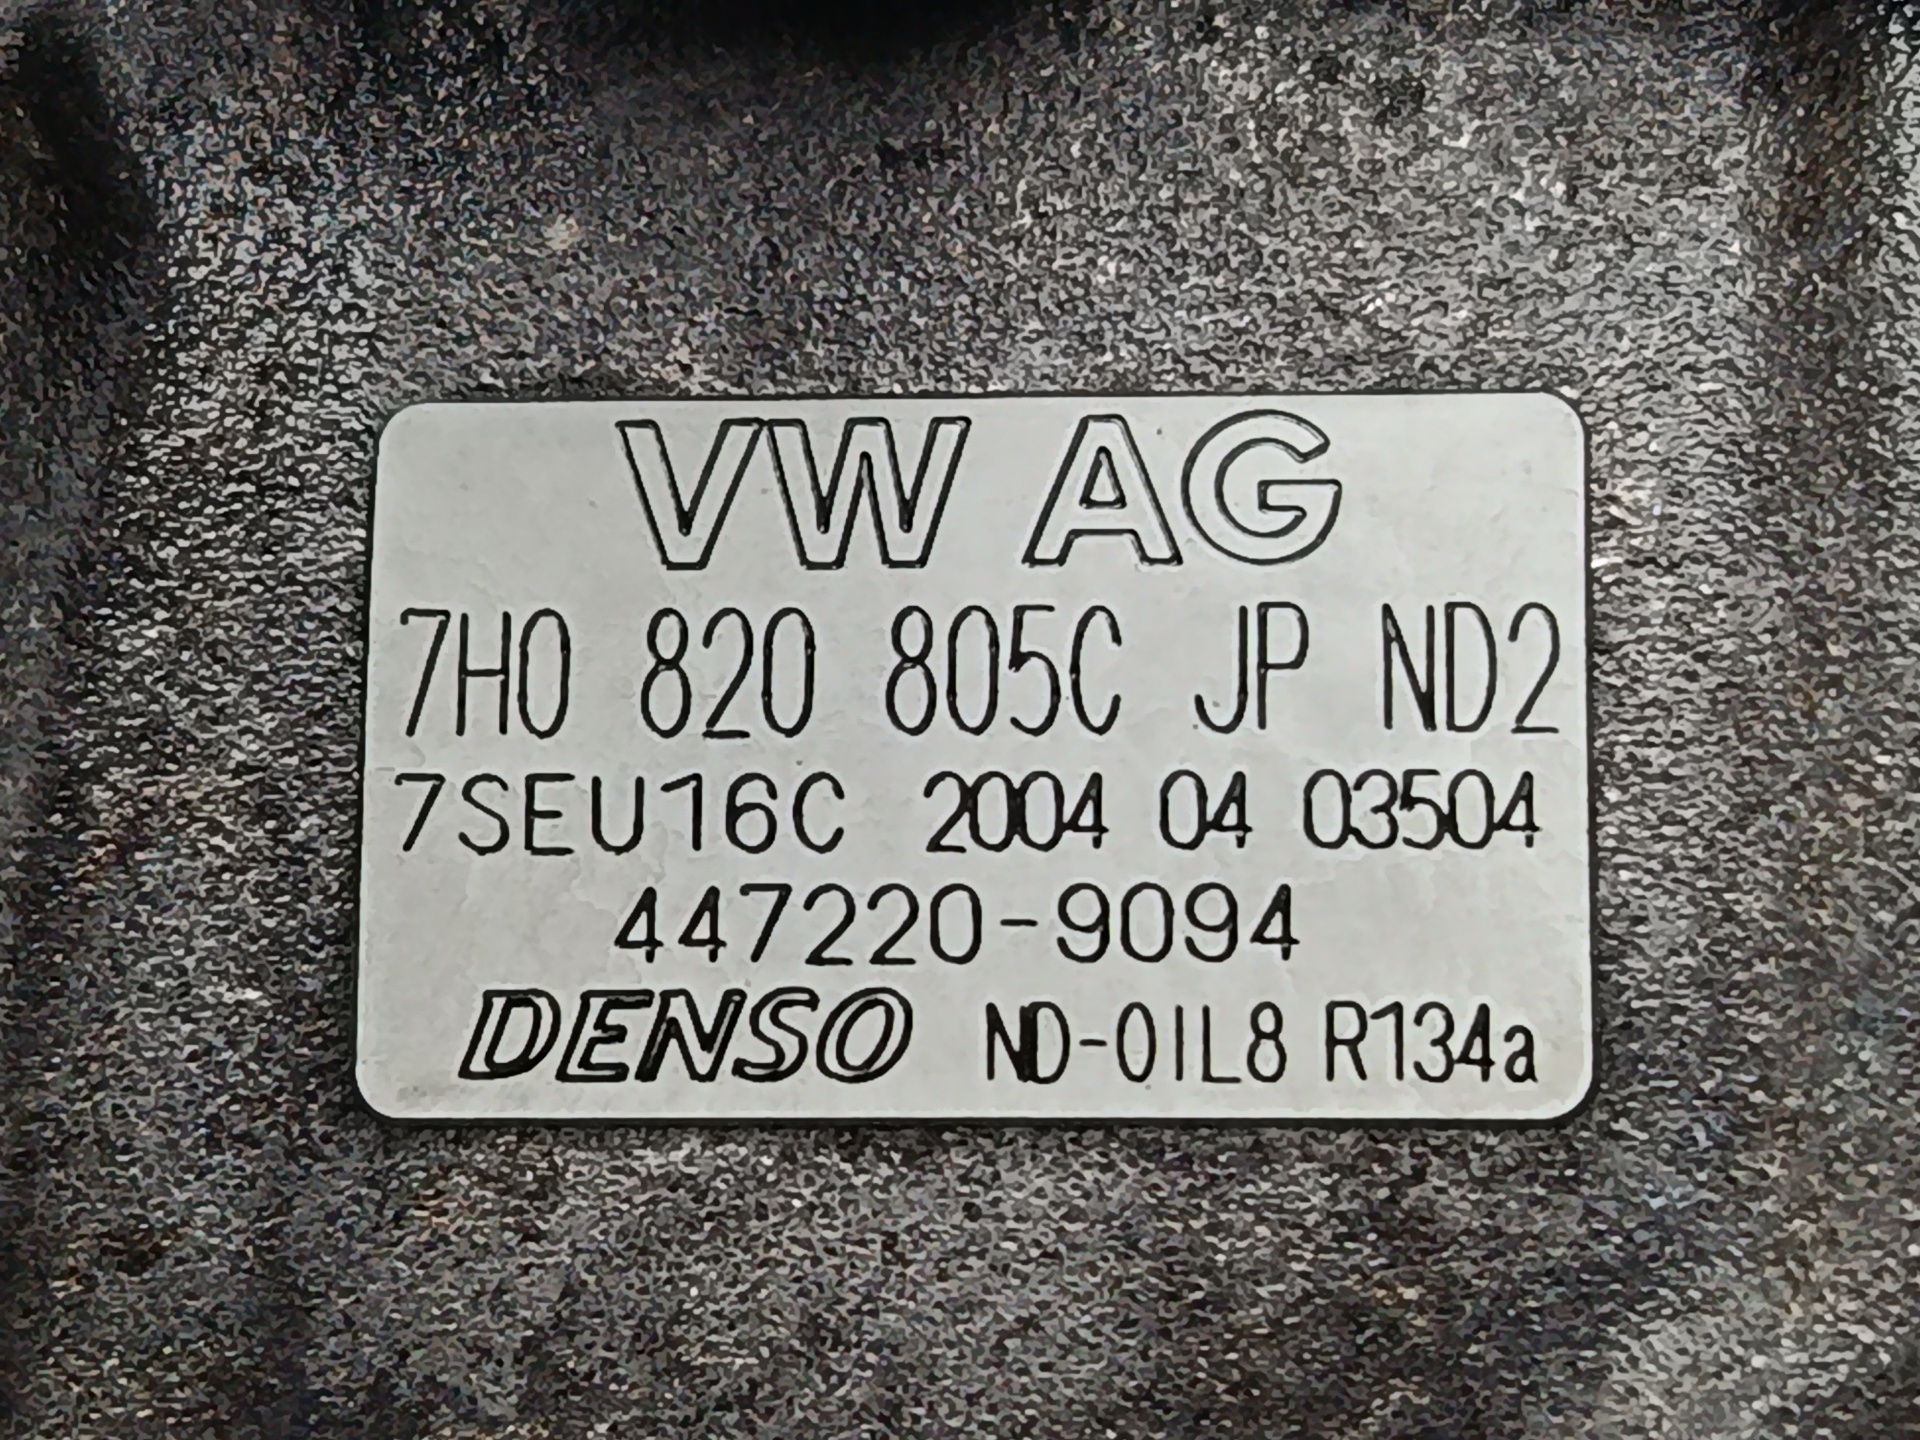 VW AG
7H0 820 805C JP ND2
7SEU16C 2004 04 03504
447220-9094
DENSO ND-OIL8 R134a